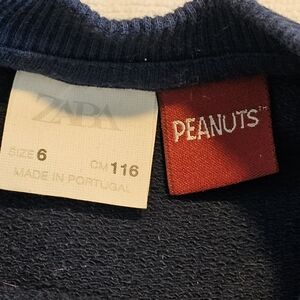 ZARA
SIZE 6 CM 116
MADE IN PORTUGAL
PEANUTS™